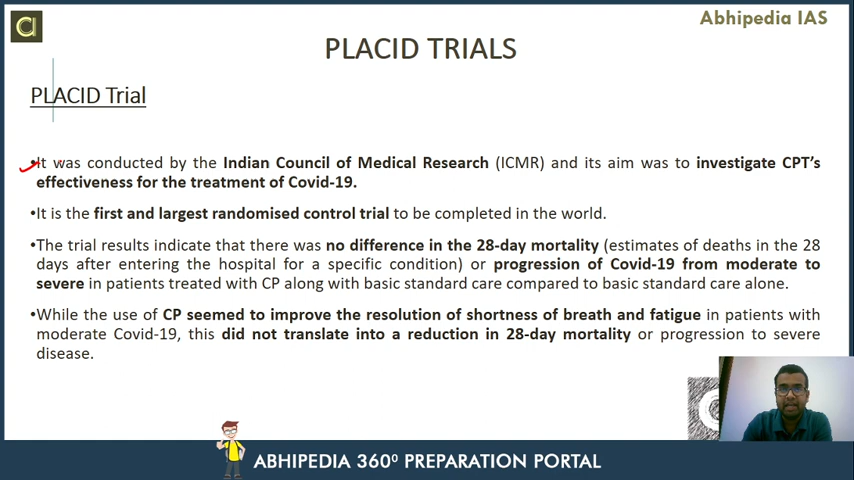 Abhipedia IAS
PLACID TRIALS
PLACID Trial
•It was conducted by the Indian Council of Medical Research (ICMR) and its aim was to investigate CPT's
effectiveness for the treatment of Covid-19.
•It is the first and largest randomised control trial to be completed in the world.
•The trial results indicate that there was no difference in the 28-day mortality (estimates of deaths in the 28
days after entering the hospital for a specific condition) or progression of Covid-19 from moderate to
severe in patients treated with CP along with basic standard care compared to basic standard care alone.
•While the use of CP seemed to improve the resolution of shortness of breath and fatigue in patients with
moderate Covid-19, this did not translate into a reduction in 28-day mortality or progression to severe
disease.
ABHIPEDIA 360⁰ PREPARATION PORTAL